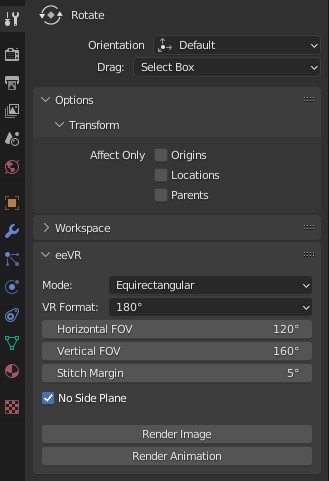 Rotate
Orientation Default
Drag: Select Box
Options
Transform
Affect Only Origins
Locations
Parents
Workspace
eeVR
Mode: Equirectangular
VR Format: 180°
Horizontal FOV 120°
Vertical FOV 160°
Stitch Margin 5°
No Side Plane
Render Image
Render Animation